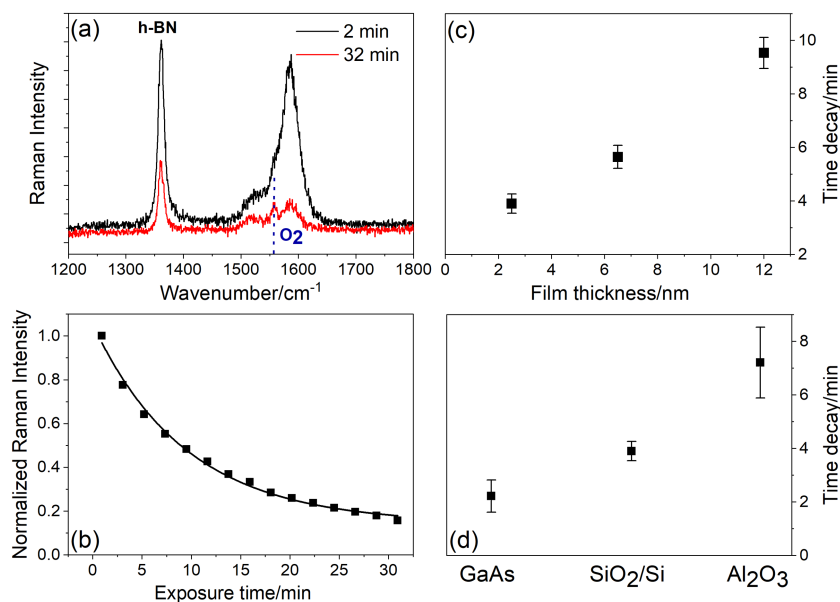 (a)
h-BN
2 min
32 min
O2
Raman Intensity
1200 1300 1400 1500 1600 1700 1800
Wavenumber/cm-1
(c)
10
8
6
4
2
Time decay/min
0 2 4 6 8 10 12
Film thickness/nm
(b)
1.0
0.8
0.6
0.4
0.2
0.0
Normalized Raman Intensity
0 5 10 15 20 25 30
Exposure time/min
(d)
8
6
4
2
0
Time decay/min
GaAs SiO2/Si Al2O3